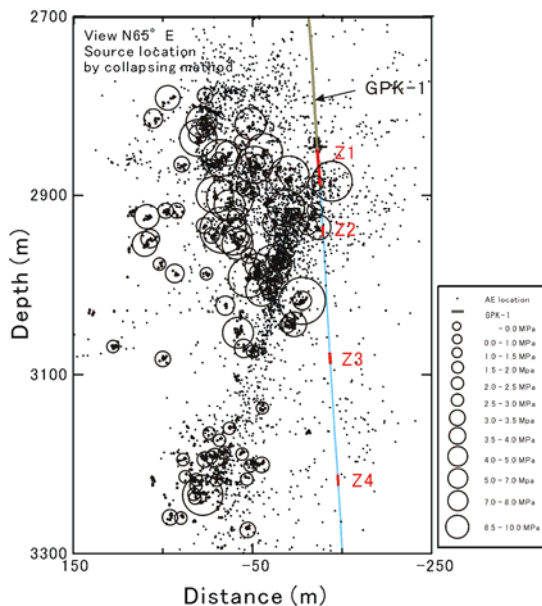 2700
View N65° E
Source location
by collapsing method
GPK-1
Z1
2900
Z2
Depth (m)
3100
Z3
Z4
3300
150
-50
-250
Distance (m)
AE location
GPK-1
-0.0 MPa
0.0-1.0 MPa
1.0-1.5 MPa
1.5-2.0 Mpa
2.0-2.5 MPa
2.5-3.0 MPa
3.0-3.5 Mpa
3.5-4.0 MPa
4.0-5.0 MPa
5.0-7.0 Mpa
7.0-8.0 MPa
8.5-10.0 MPa